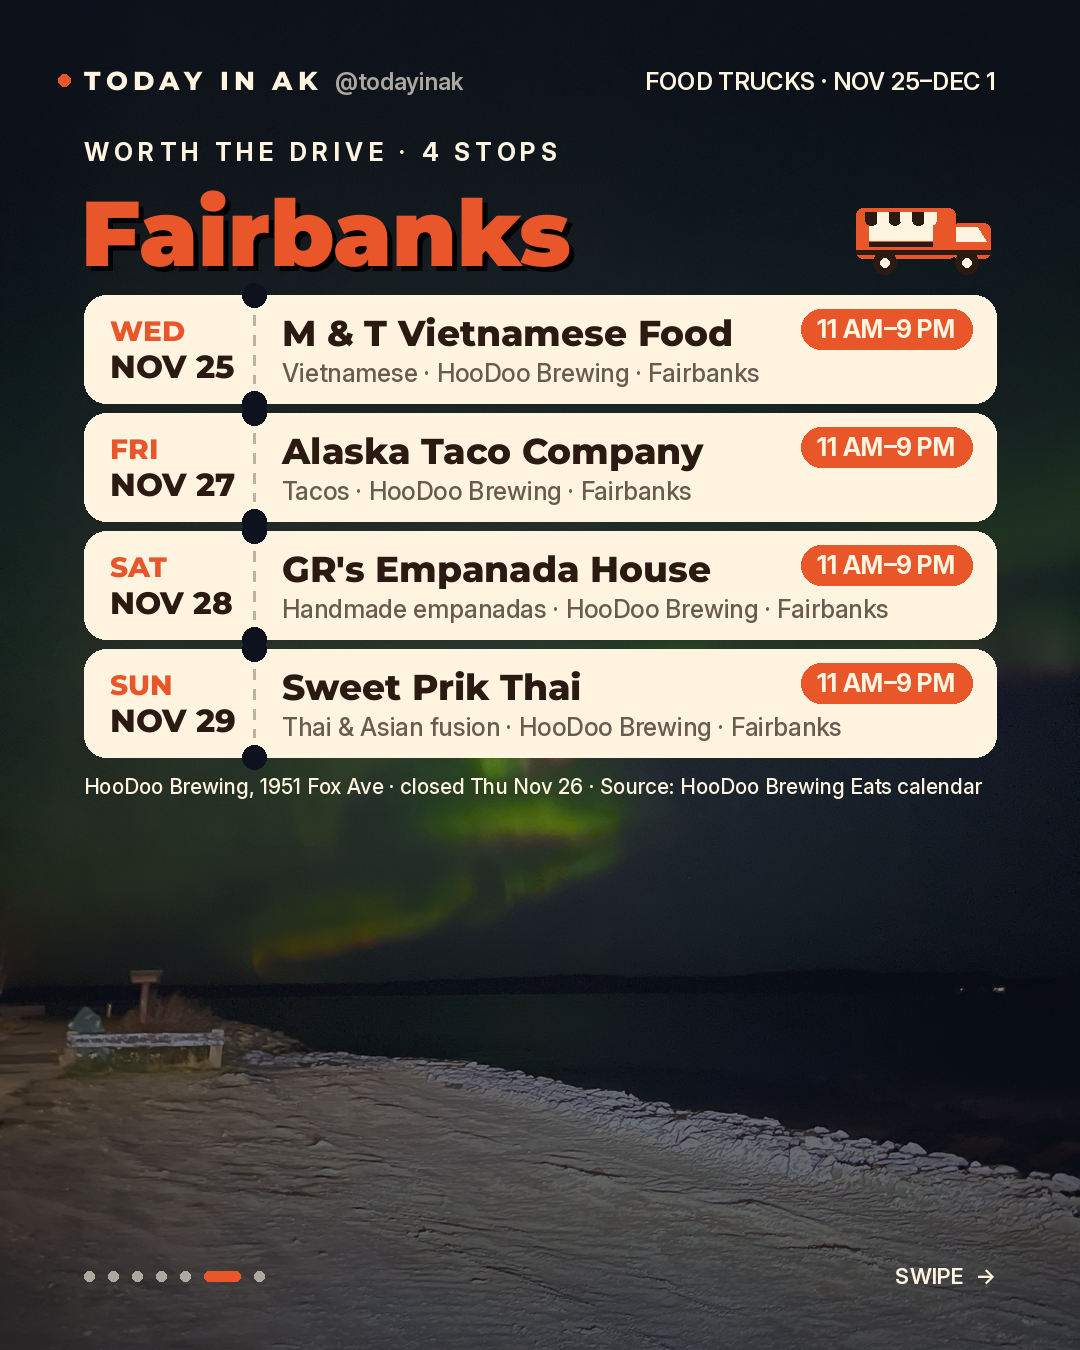 TODAY IN AK @todayinak
FOOD TRUCKS · NOV 25–DEC 1
WORTH THE DRIVE · 4 STOPS
Fairbanks
WED
NOV 25
M & T Vietnamese Food
11 AM–9 PM
Vietnamese · HooDoo Brewing · Fairbanks
FRI
NOV 27
Alaska Taco Company
11 AM–9 PM
Tacos · HooDoo Brewing · Fairbanks
SAT
NOV 28
GR's Empanada House
11 AM–9 PM
Handmade empanadas · HooDoo Brewing · Fairbanks
SUN
NOV 29
Sweet Prik Thai
11 AM–9 PM
Thai & Asian fusion · HooDoo Brewing · Fairbanks
HooDoo Brewing, 1951 Fox Ave · closed Thu Nov 26 · Source: HooDoo Brewing Eats calendar
SWIPE →